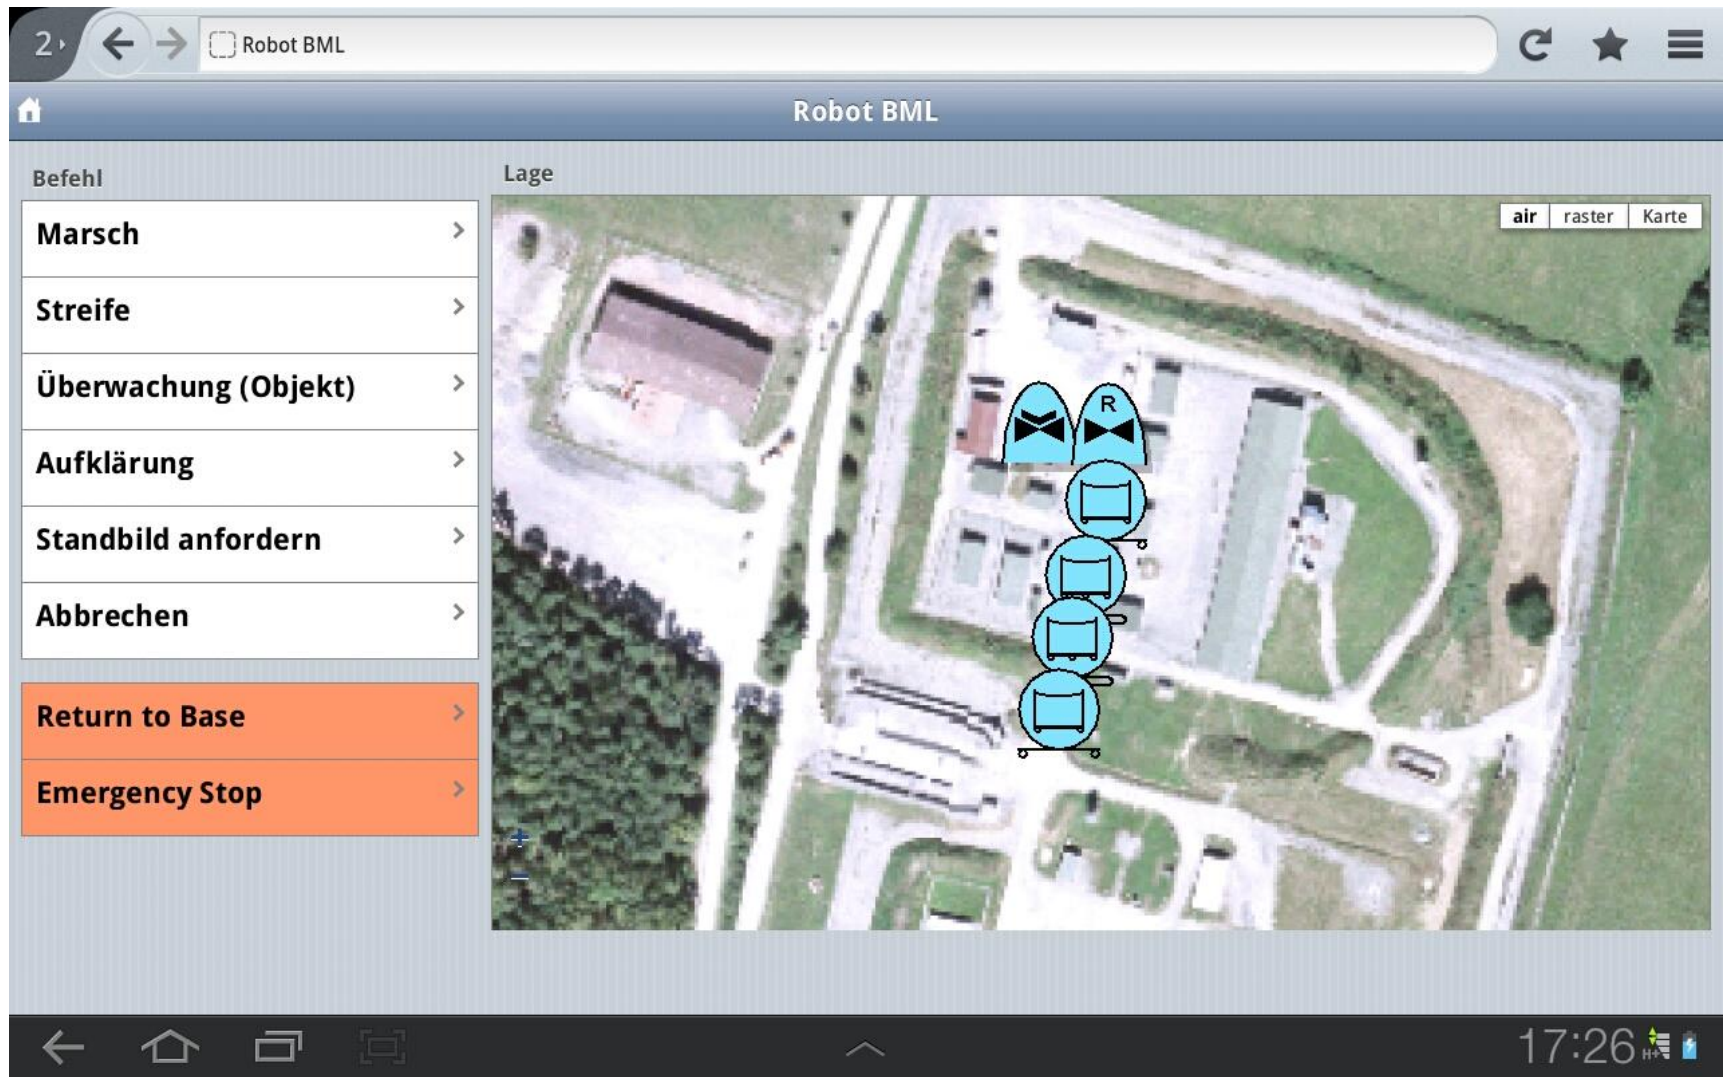 2
Robot BML
Robot BML
Befehl
Marsch
Streife
Überwachung (Objekt)
Aufklärung
Standbild anfordern
Abbrechen
Return to Base
Emergency Stop
Lage
air raster Karte
R
+
−
17:26 H+